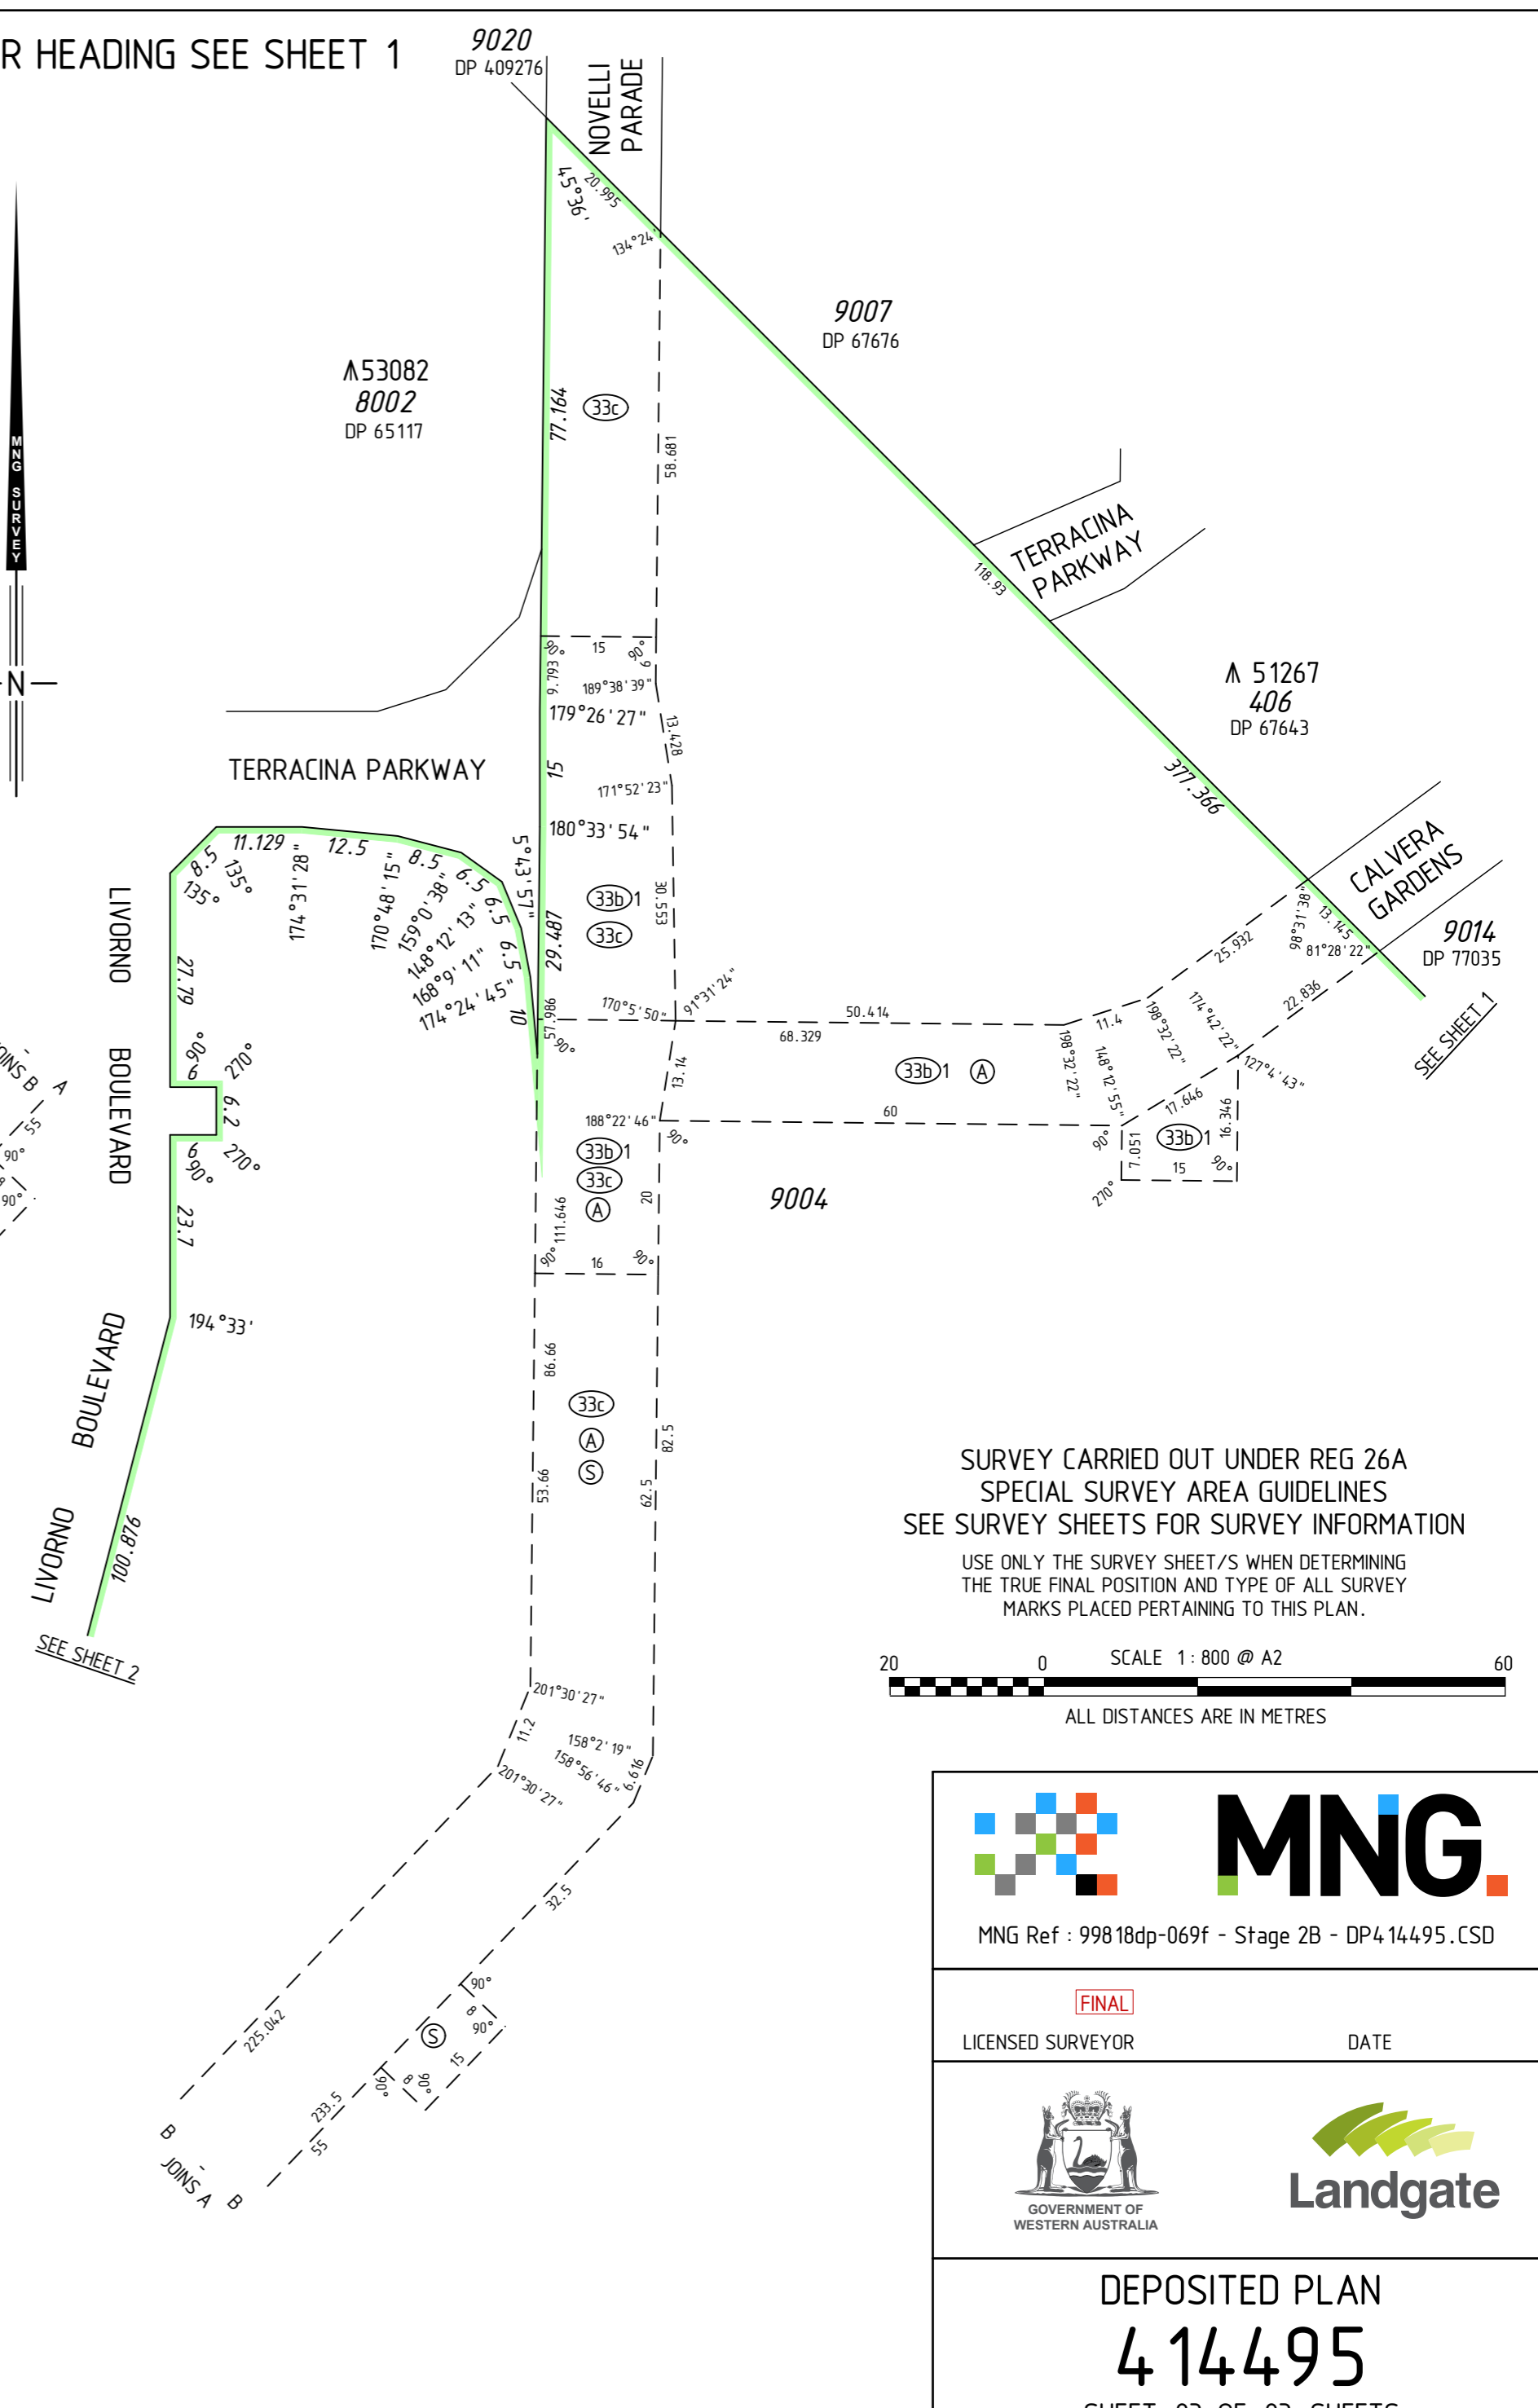 R HEADING SEE SHEET 1
9020
DP 409276
NOVELLI
PARADE
45°36'
20.995
134°24'
9007
DP 67676
53082
8002
DP 65117
77.164
33c
58.681
MNG SURVEY
N
TERRACINA
PARKWAY
118.93
51267
406
DP 67643
377.366
90°
15
90°
9
9.793
189°38'39"
179°26'27"
13.428
15
171°52'23"
180°33'54"
TERRACINA PARKWAY
5°43'57"
11.129
12.5
8.5
6.5
6.5
6.5
10
8.5
135°
135°
174°31'28"
170°48'15"
159°0'38"
148°12'13"
168°9'11"
174°24'45"
33b 1
33c
30.553
29.487
CALVERA
GARDENS
98°31'38"
13.145
81°28'22"
9014
DP 77035
SEE SHEET 1
25.932
22.836
LIVORNO
BOULEVARD
27.79
90°
6
270°
6.2
6
90°
270°
23.7
194°33'
57.986
90°
170°5'50"
91°31'24"
50.414
68.329
11.4
198°32'22"
174°42'22"
127°4'43"
198°32'22"
148°12'55"
13.14
33b 1 A
17.646
16.346
60
188°22'46"
90°
90°
7.051
33b 1
15
90°
270°
33b 1
33c
A
111.646
20
9004
90°
16
90°
JOINS B
-
A
55
90°
8
90°
BOULEVARD
LIVORNO
100.876
SEE SHEET 2
86.66
33c
A
S
53.66
82.5
62.5
SURVEY CARRIED OUT UNDER REG 26A
SPECIAL SURVEY AREA GUIDELINES
SEE SURVEY SHEETS FOR SURVEY INFORMATION
USE ONLY THE SURVEY SHEET/S WHEN DETERMINING
THE TRUE FINAL POSITION AND TYPE OF ALL SURVEY
MARKS PLACED PERTAINING TO THIS PLAN.
SCALE 1:800 @ A2
20 0 60
ALL DISTANCES ARE IN METRES
201°30'27"
11.2
158°2'19"
158°56'46"
6.616
201°30'27"
32.5
225.042
90°
8
90°
S
15
90°
8
90°
233.5
55
B
-
JOINS A
B
MNG.
MNG Ref : 99818dp-069f - Stage 2B - DP414495.CSD
FINAL
LICENSED SURVEYOR DATE
GOVERNMENT OF
WESTERN AUSTRALIA
Landgate
DEPOSITED PLAN
414495
SHEET 03 OF 03 SHEETS